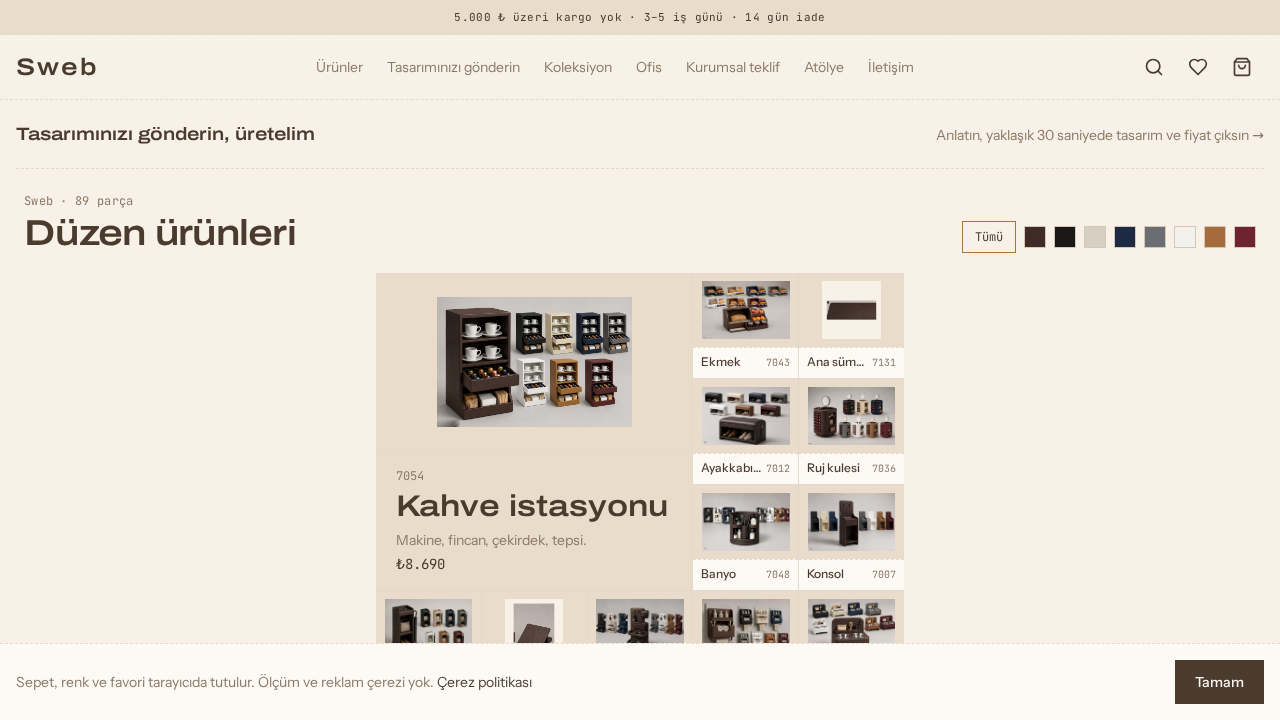 5.000 ₺ üzeri kargo yok · 3–5 iş günü · 14 gün iade
Sweb
Ürünler
Tasarımınızı gönderin
Koleksiyon
Ofis
Kurumsal teklif
Atölye
İletişim
Tasarımınızı gönderin, üretelim
Anlatın, yaklaşık 30 saniyede tasarım ve fiyat çıksın →
Sweb · 89 parça
Düzen ürünleri
Tümü
Ekmek 7043
Ana süm... 7131
Ayakkabı... 7012
Ruj kulesi 7036
7054
Kahve istasyonu
Makine, fincan, çekirdek, tepsi.
₺8.690
Banyo 7048
Konsol 7007
Sepet, renk ve favori tarayıcıda tutulur. Ölçüm ve reklam çerezi yok. Çerez politikası
Tamam